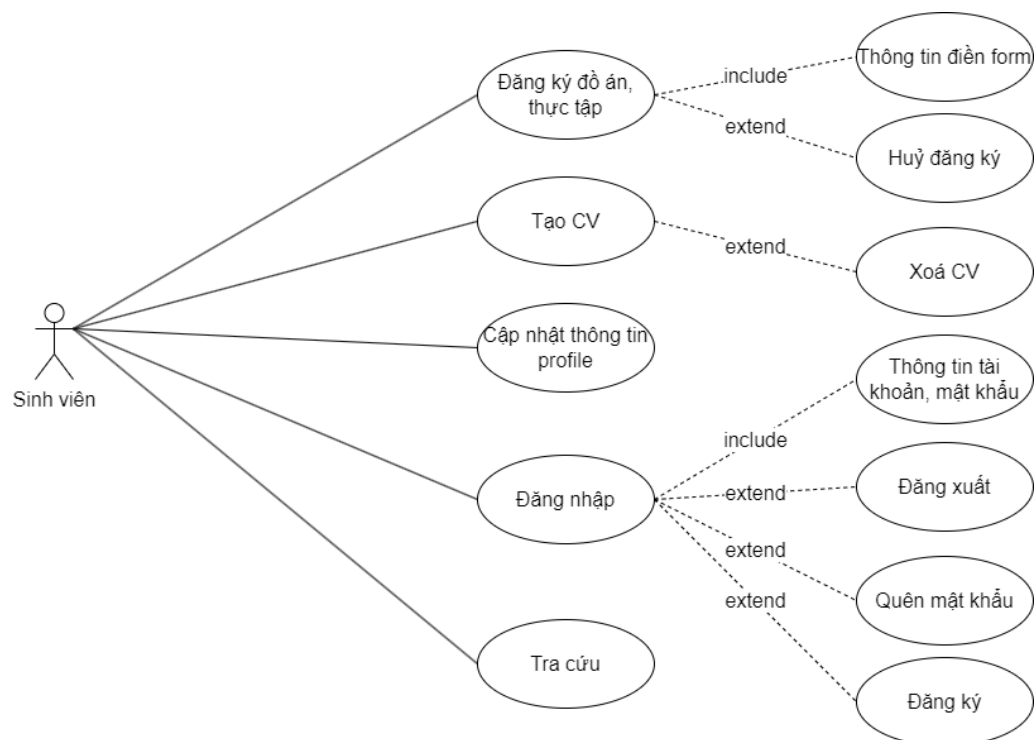 Đăng ký đồ án,
thực tập
include
Thông tin điền form
extend
Huỷ đăng ký
Tạo CV
extend
Xoá CV
Sinh viên
Cập nhật thông tin
profile
Đăng nhập
include
Thông tin tài
khoản, mật khẩu
extend
Đăng xuất
extend
Quên mật khẩu
extend
Đăng ký
Tra cứu